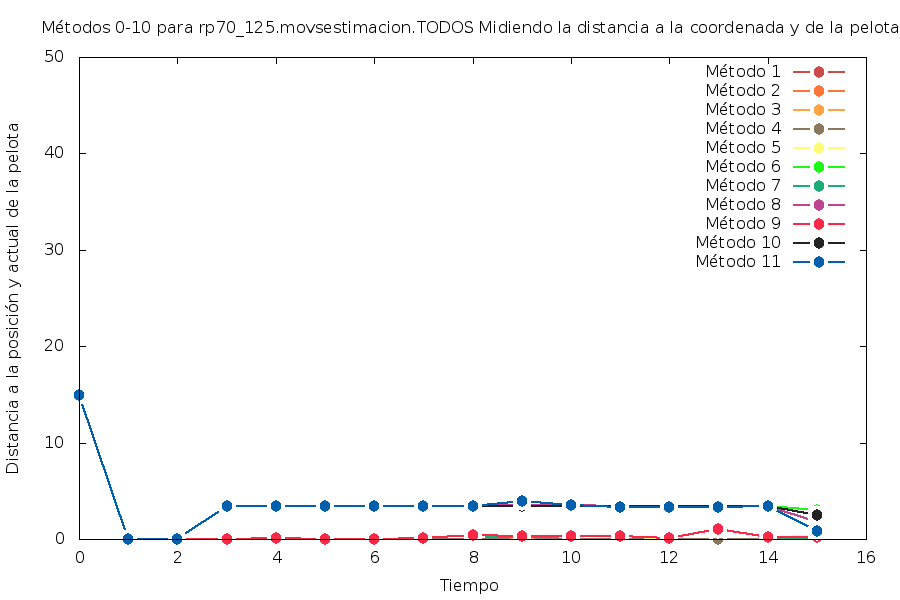 Métodos 0-10 para rp70_125.movsestimacion.TODOS Midiendo la distancia a la coordenada y de la pelota
Distancia a la posición y actual de la pelota
50
40
30
20
10
0
Método 1
Método 2
Método 3
Método 4
Método 5
Método 6
Método 7
Método 8
Método 9
Método 10
Método 11
0 2 4 6 8 10 12 14 16
Tiempo